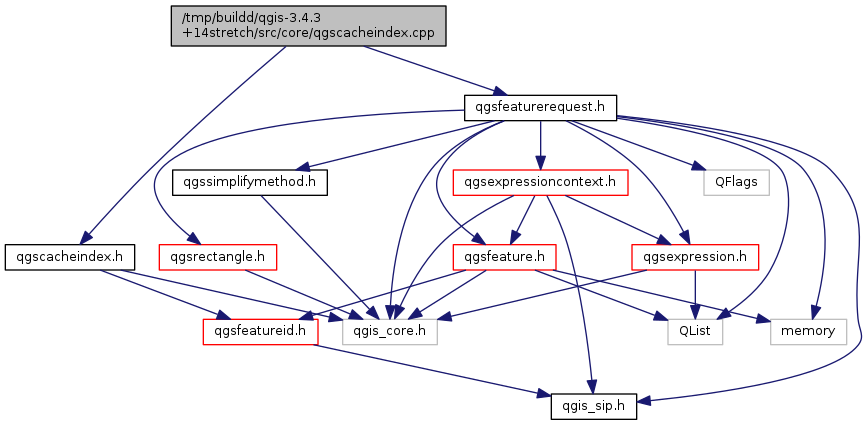 /tmp/buildd/qgis-3.4.3
+14stretch/src/core/qgscacheindex.cpp
qgsfeaturerequest.h
qgssimplifymethod.h
qgsexpressioncontext.h
QFlags
qgscacheindex.h
qgsrectangle.h
qgsfeature.h
qgsexpression.h
qgsfeatureid.h
qgis_core.h
QList
memory
qgis_sip.h